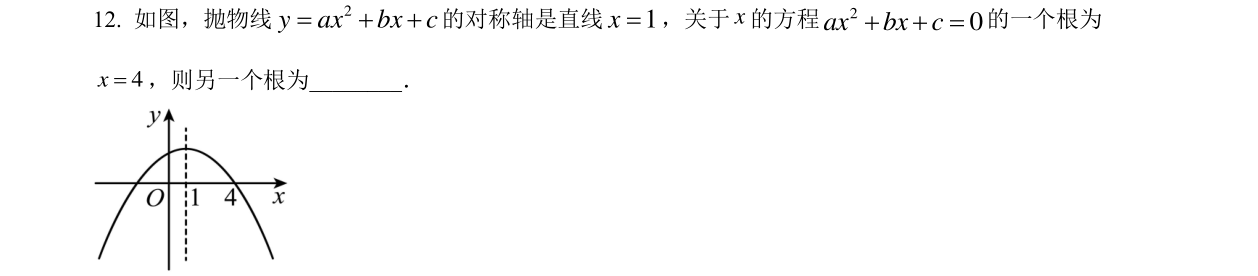 12. 如图，抛物线 y=ax²+bx+c 的对称轴是直线 x=1，关于 x 的方程 ax²+bx+c=0 的一个根为
x=4，则另一个根为________.
y
O 1 4 x